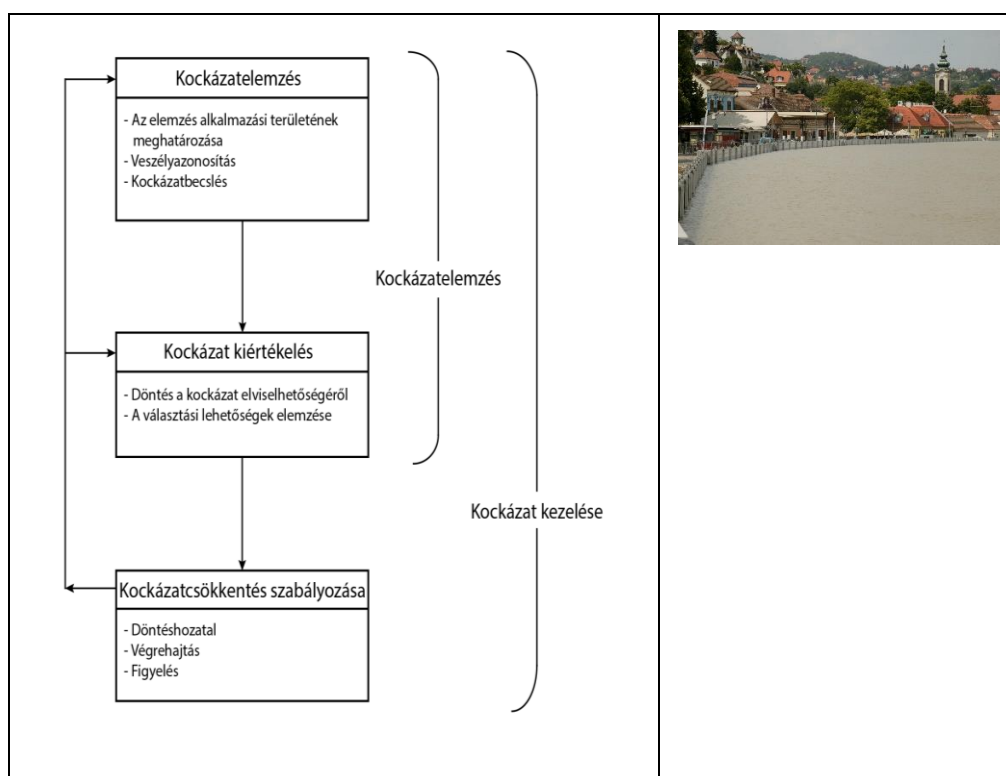 Kockázatelemzés
- Az elemzés alkalmazási területének
meghatározása
- Veszélyazonosítás
- Kockázatbecslés
Kockázatelemzés
Kockázat kiértékelés
- Döntés a kockázat elviselhetőségéről
- A választási lehetőségek elemzése
Kockázat kezelése
Kockázatcsökkentés szabályozása
- Döntéshozatal
- Végrehajtás
- Figyelés